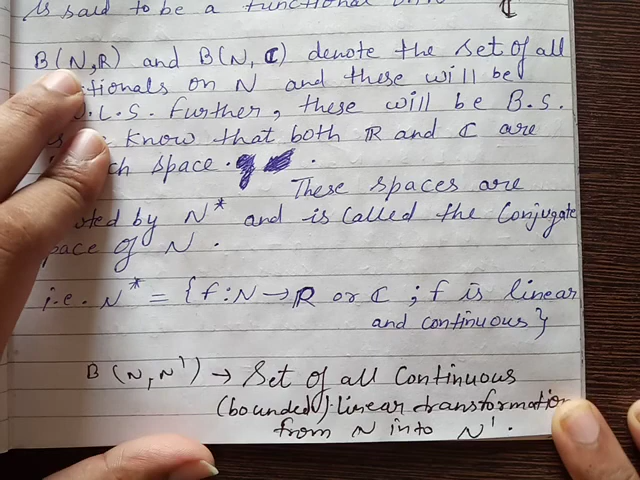 is said to be a functional
ℂ
B(N,R) and B(N, ℂ) denote the set of all
tionals on N and these will be
.L.S. Further, these will be B.S.
Know that both R and ℂ are
ch space.
These spaces are
oted by N* and is called the Conjugate
pace of N.
i.e. N* = {f:N→R or ℂ ; f is linear
and continuous}
B(N,N') → Set of all Continuous
(bounded) linear transformation
from N into N'.